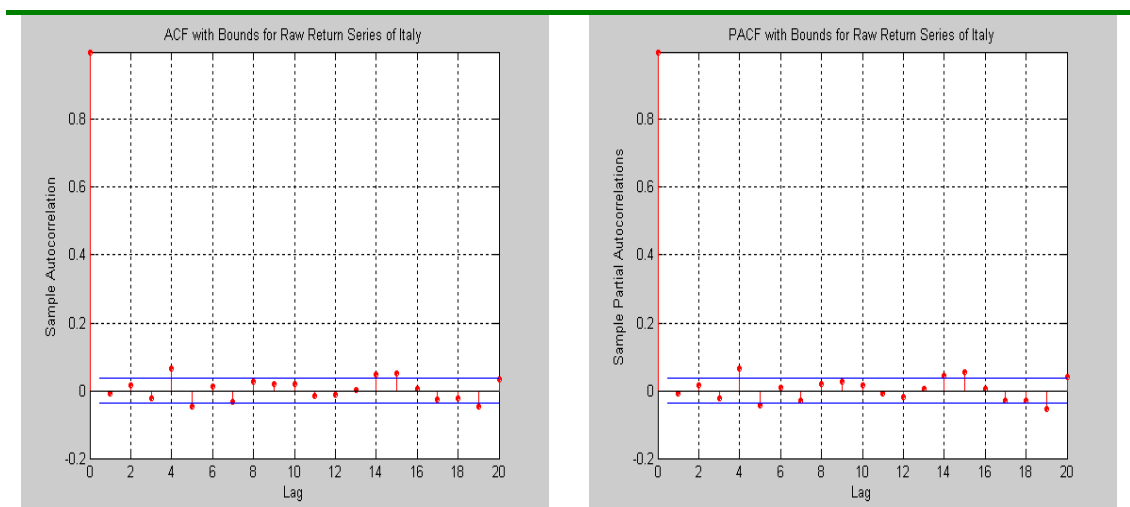 ACF with Bounds for Raw Return Series of Italy
Sample Autocorrelation
0.8
0.6
0.4
0.2
0
-0.2
0 2 4 6 8 10 12 14 16 18 20
Lag
PACF with Bounds for Raw Return Series of Italy
Sample Partial Autocorrelations
0.8
0.6
0.4
0.2
0
-0.2
0 2 4 6 8 10 12 14 16 18 20
Lag